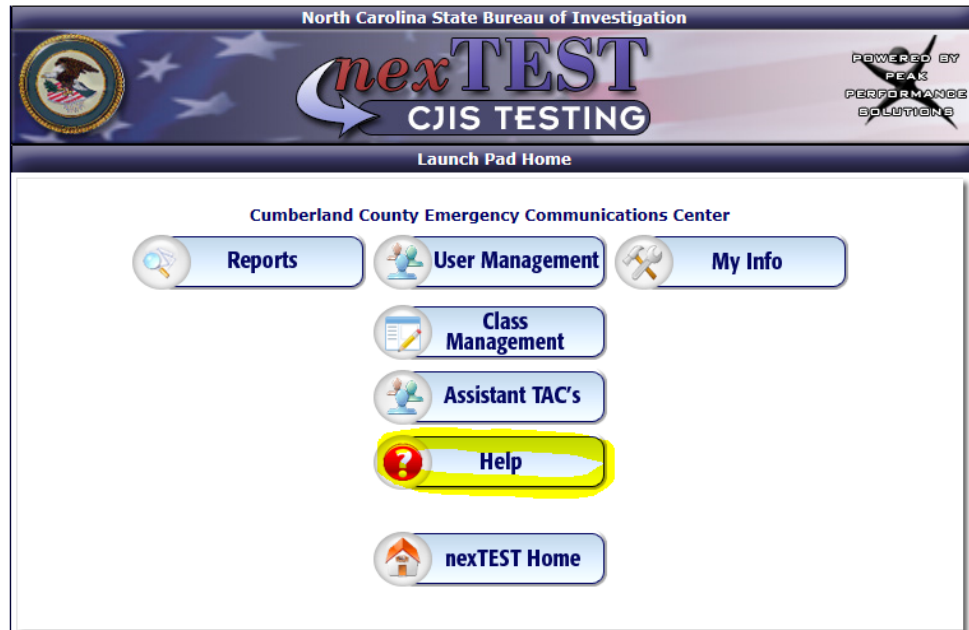 North Carolina State Bureau of Investigation
nexTEST
CJIS TESTING
POWERED BY
PEAK
PERFORMANCE
SOLUTIONS
Launch Pad Home
Cumberland County Emergency Communications Center
Reports
User Management
My Info
Class
Management
Assistant TAC's
?
Help
nexTEST Home